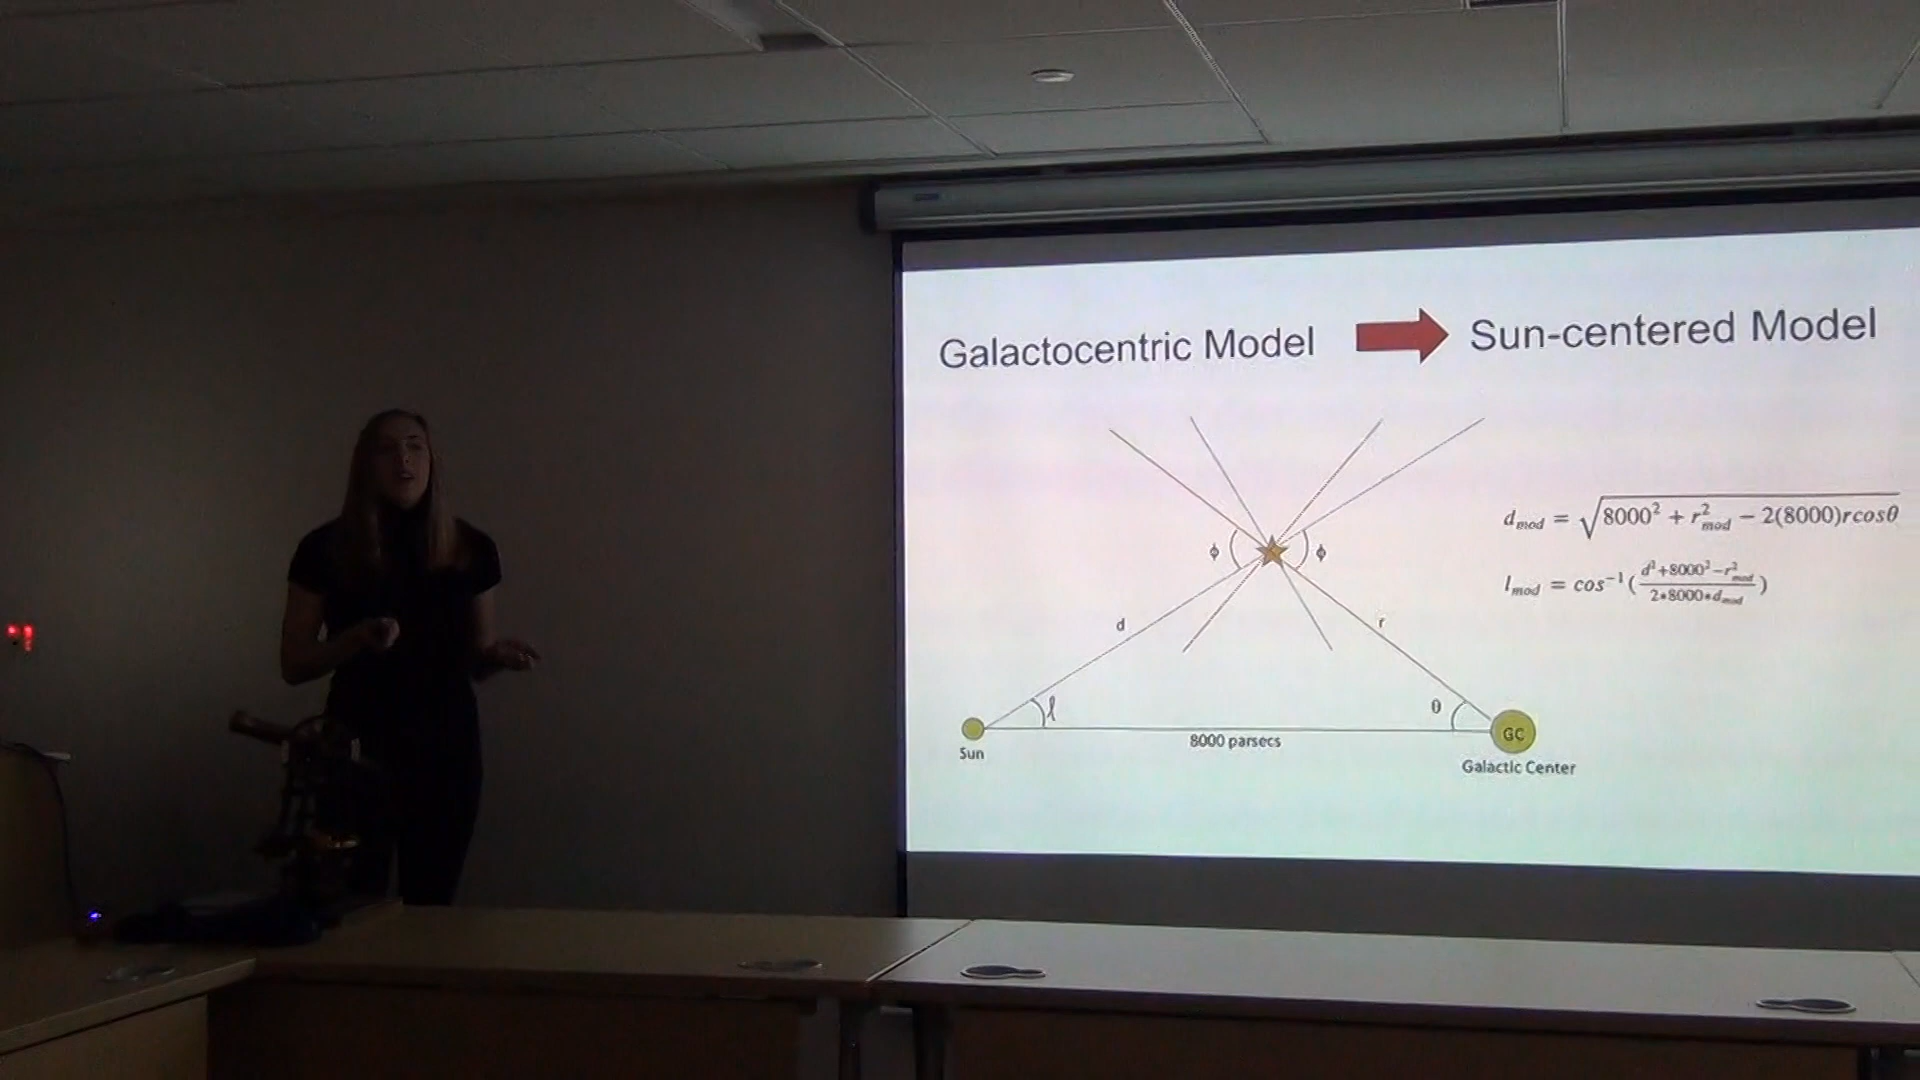 Galactocentric Model
Sun-centered Model
d_mod = √(8000² + r²_mod − 2(8000)rcosθ)
l_mod = cos⁻¹((d²+8000²−r²_mod)/(2*8000*d_mod))
ϕ
ϕ
d
r
l
θ
8000 parsecs
GC
Sun
Galactic Center